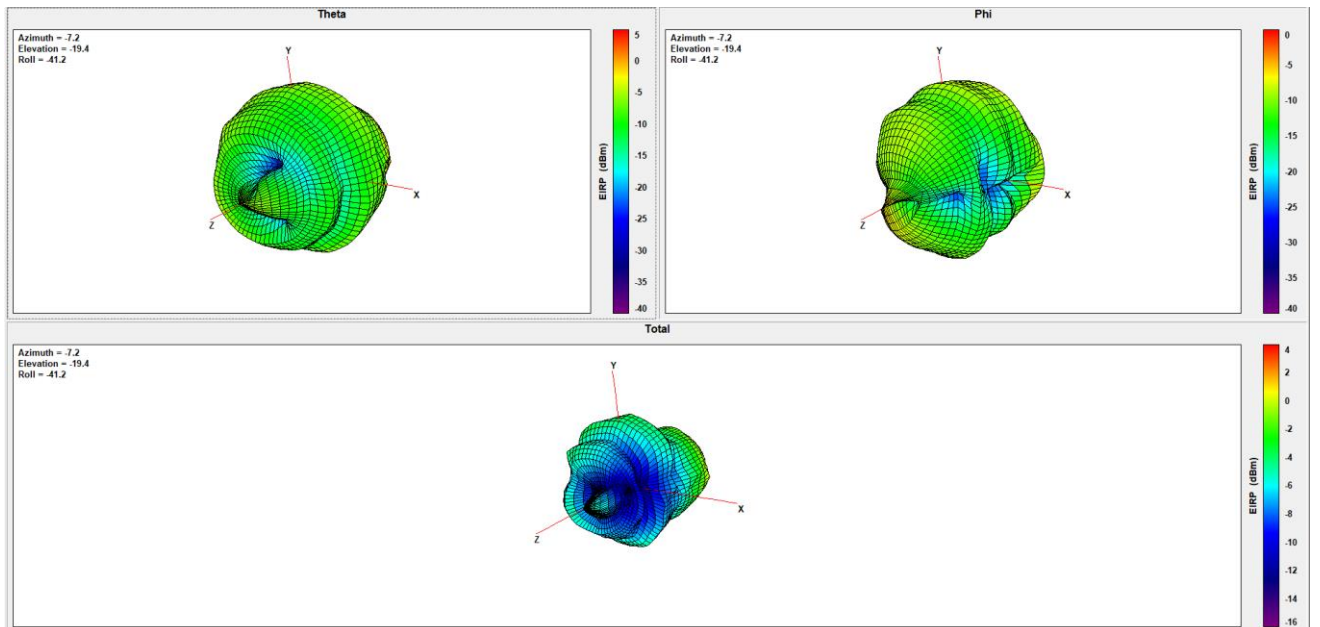 Theta
Azimuth = -7.2
Elevation = -19.4
Roll = -41.2
Y
X
Z
5
0
-5
-10
-15
-20
-25
-30
-35
-40
EIRP (dBm)
Phi
Azimuth = -7.2
Elevation = -19.4
Roll = -41.2
Y
X
Z
0
-5
-10
-15
-20
-25
-30
-35
-40
EIRP (dBm)
Total
Azimuth = -7.2
Elevation = -19.4
Roll = -41.2
Y
X
Z
4
2
0
-2
-4
-6
-8
-10
-12
-14
-16
EIRP (dBm)